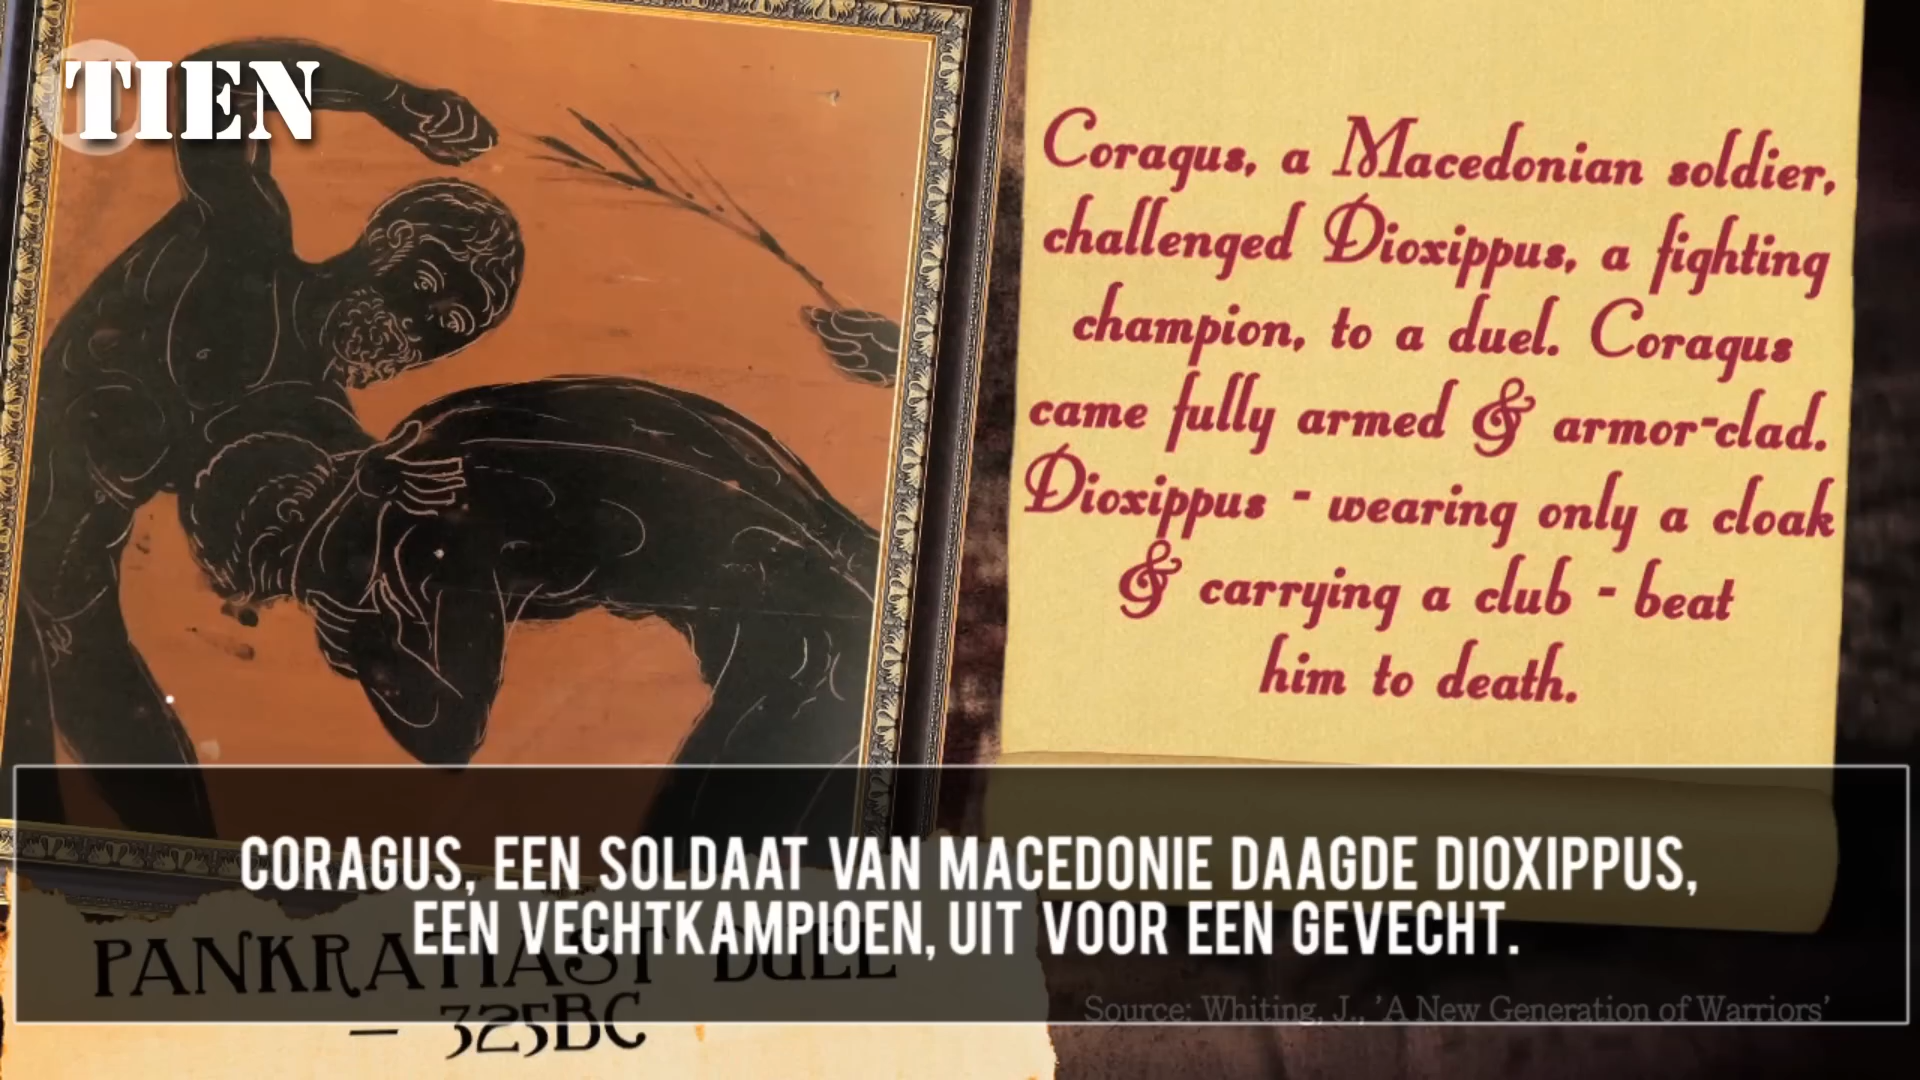 TIEN
Coragus, a Macedonian soldier,
challenged Dioxippus, a fighting
champion, to a duel. Coragus
came fully armed & armor-clad.
Dioxippus - wearing only a cloak
& carrying a club - beat
him to death.
CORAGUS, EEN SOLDAAT VAN MACEDONIE DAAGDE DIOXIPPUS,
EEN VECHTKAMPIOEN, UIT VOOR EEN GEVECHT.
PANKRATIAST DUEL
– 325BC
Source: Whiting, J., 'A New Generation of Warriors'